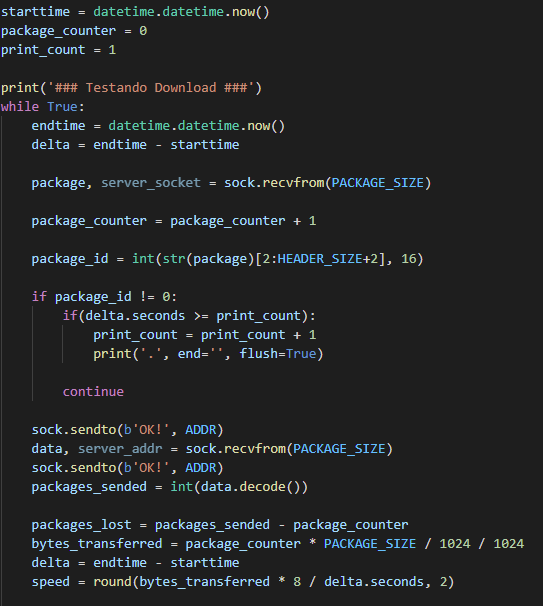 starttime = datetime.datetime.now()
package_counter = 0
print_count = 1
print('### Testando Download ###')
while True:
    endtime = datetime.datetime.now()
    delta = endtime - starttime
    package, server_socket = sock.recvfrom(PACKAGE_SIZE)
    package_counter = package_counter + 1
    package_id = int(str(package)[2:HEADER_SIZE+2], 16)
    if package_id != 0:
        if(delta.seconds >= print_count):
            print_count = print_count + 1
            print('.', end='', flush=True)
        continue
    sock.sendto(b'OK!', ADDR)
    data, server_addr = sock.recvfrom(PACKAGE_SIZE)
    sock.sendto(b'OK!', ADDR)
    packages_sended = int(data.decode())
    packages_lost = packages_sended - package_counter
    bytes_transferred = package_counter * PACKAGE_SIZE / 1024 / 1024
    delta = endtime - starttime
    speed = round(bytes_transferred * 8 / delta.seconds, 2)